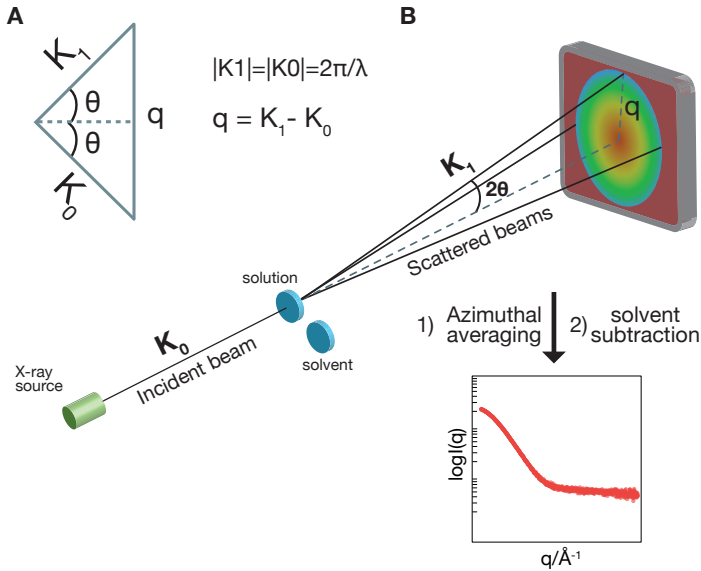 A
K₁
θ
θ
q
K₀
|K1|=|K0|=2π/λ
q = K₁- K₀
B
q
K₁
2θ
Scattered beams
solution
solvent
K₀
Incident beam
X-ray
source
1) Azimuthal
averaging
2) solvent
subtraction
logI(q)
q/Å⁻¹